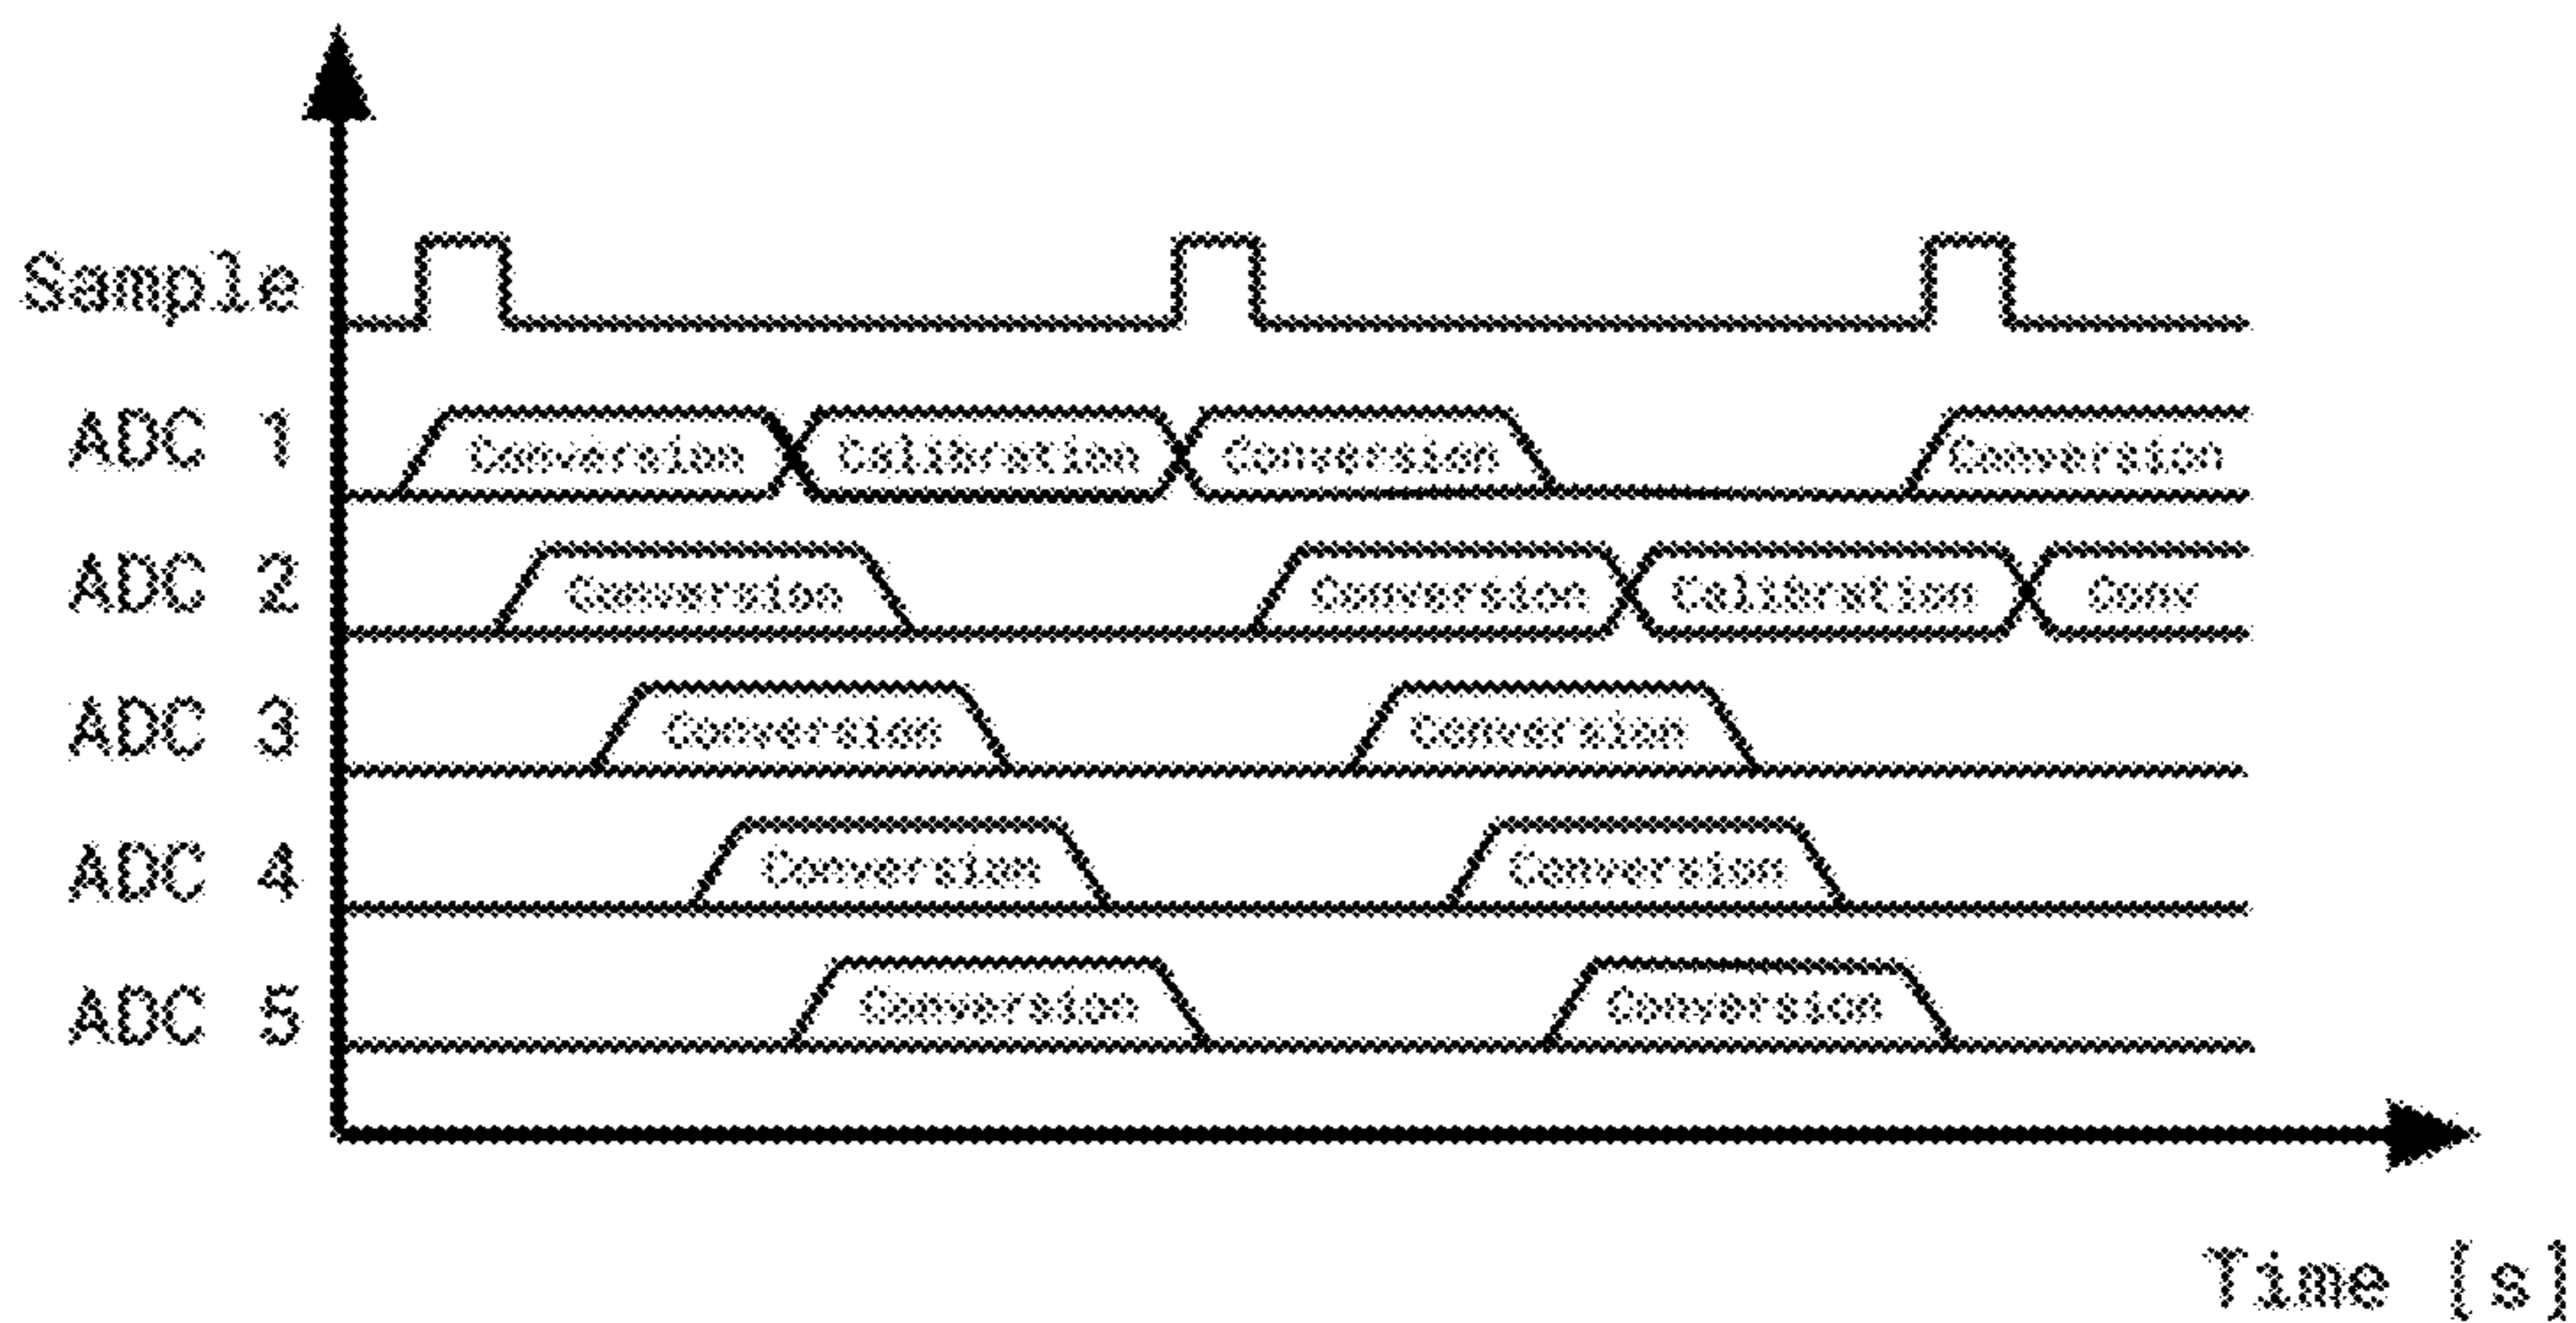 Sample
ADC 1 Conversion Calibration Conversion Conversion
ADC 2 Conversion Conversion Calibration Conv
ADC 3 Conversion Conversion
ADC 4 Conversion Conversion
ADC 5 Conversion Conversion
Time [s]